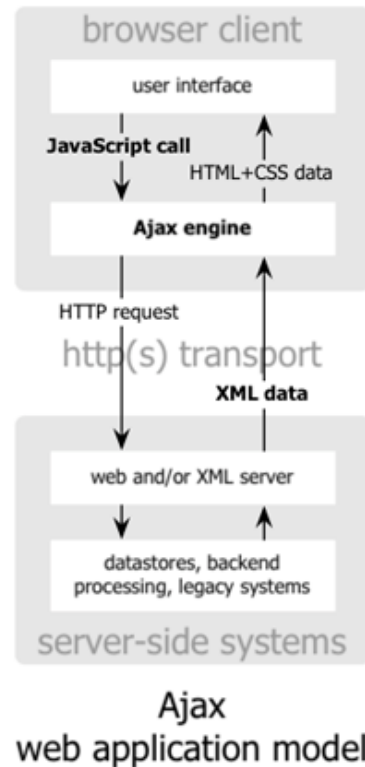 browser client
user interface
JavaScript call
HTML+CSS data
Ajax engine
HTTP request
http(s) transport
XML data
web and/or XML server
datastores, backend
processing, legacy systems
server-side systems
Ajax
web application model